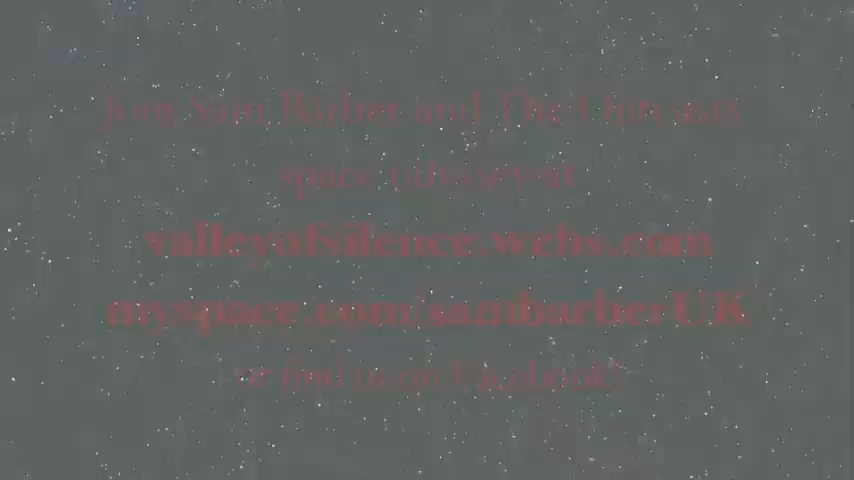 Join Sam Barber and The Outcasts'
space odyssey at
valleyofsilence.webs.com
myspace.com/sambarberUK
or find us on Facebook!